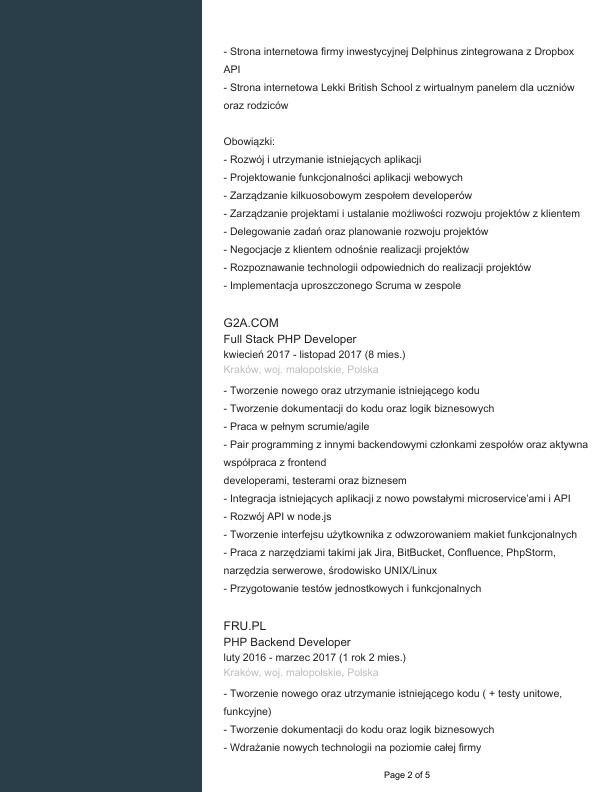 - Strona internetowa firmy inwestycyjnej Delphinus zintegrowana z Dropbox
API
- Strona internetowa Lekki British School z wirtualnym panelem dla uczniów
oraz rodziców
Obowiązki:
- Rozwój i utrzymanie istniejących aplikacji
- Projektowanie funkcjonalności aplikacji webowych
- Zarządzanie kilkuosobowym zespołem developerów
- Zarządzanie projektami i ustalanie możliwości rozwoju projektów z klientem
- Delegowanie zadań oraz planowanie rozwoju projektów
- Negocjacje z klientem odnośnie realizacji projektów
- Rozpoznawanie technologii odpowiednich do realizacji projektów
- Implementacja uproszczonego Scruma w zespole
G2A.COM
Full Stack PHP Developer
kwiecień 2017 - listopad 2017 (8 mies.)
Kraków, woj. małopolskie, Polska
- Tworzenie nowego oraz utrzymanie istniejącego kodu
- Tworzenie dokumentacji do kodu oraz logik biznesowych
- Praca w pełnym scrumie/agile
- Pair programming z innymi backendowymi członkami zespołów oraz aktywna
współpraca z frontend
developerami, testerami oraz biznesem
- Integracja istniejących aplikacji z nowo powstałymi microservice'ami i API
- Rozwój API w node.js
- Tworzenie interfejsu użytkownika z odwzorowaniem makiet funkcjonalnych
- Praca z narzędziami takimi jak Jira, BitBucket, Confluence, PhpStorm,
narzędzia serwerowe, środowisko UNIX/Linux
- Przygotowanie testów jednostkowych i funkcjonalnych
FRU.PL
PHP Backend Developer
luty 2016 - marzec 2017 (1 rok 2 mies.)
Kraków, woj. małopolskie, Polska
- Tworzenie nowego oraz utrzymanie istniejącego kodu ( + testy unitowe,
funkcyjne)
- Tworzenie dokumentacji do kodu oraz logik biznesowych
- Wdrażanie nowych technologii na poziomie całej firmy
Page 2 of 5